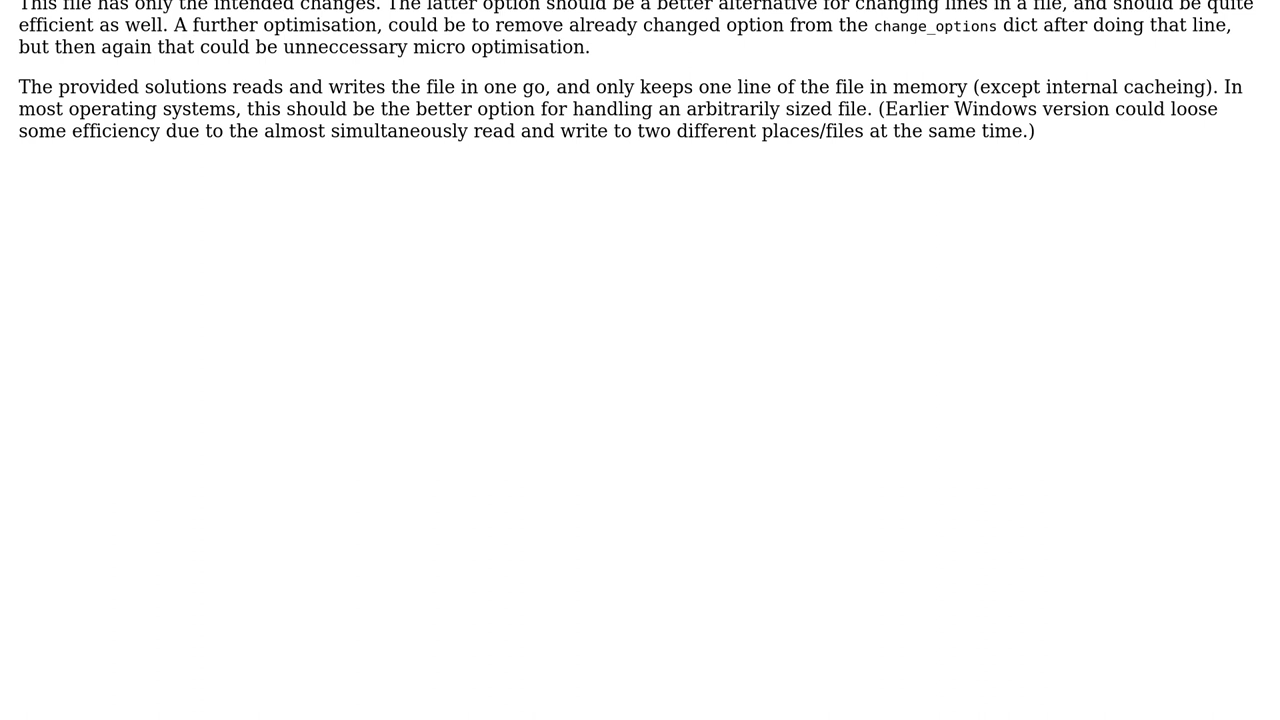 This file has only the intended changes. The latter option should be a better alternative for changing lines in a file, and should be quite
efficient as well. A further optimisation, could be to remove already changed option from the change_options dict after doing that line,
but then again that could be unneccessary micro optimisation.
The provided solutions reads and writes the file in one go, and only keeps one line of the file in memory (except internal cacheing). In
most operating systems, this should be the better option for handling an arbitrarily sized file. (Earlier Windows version could loose
some efficiency due to the almost simultaneously read and write to two different places/files at the same time.)